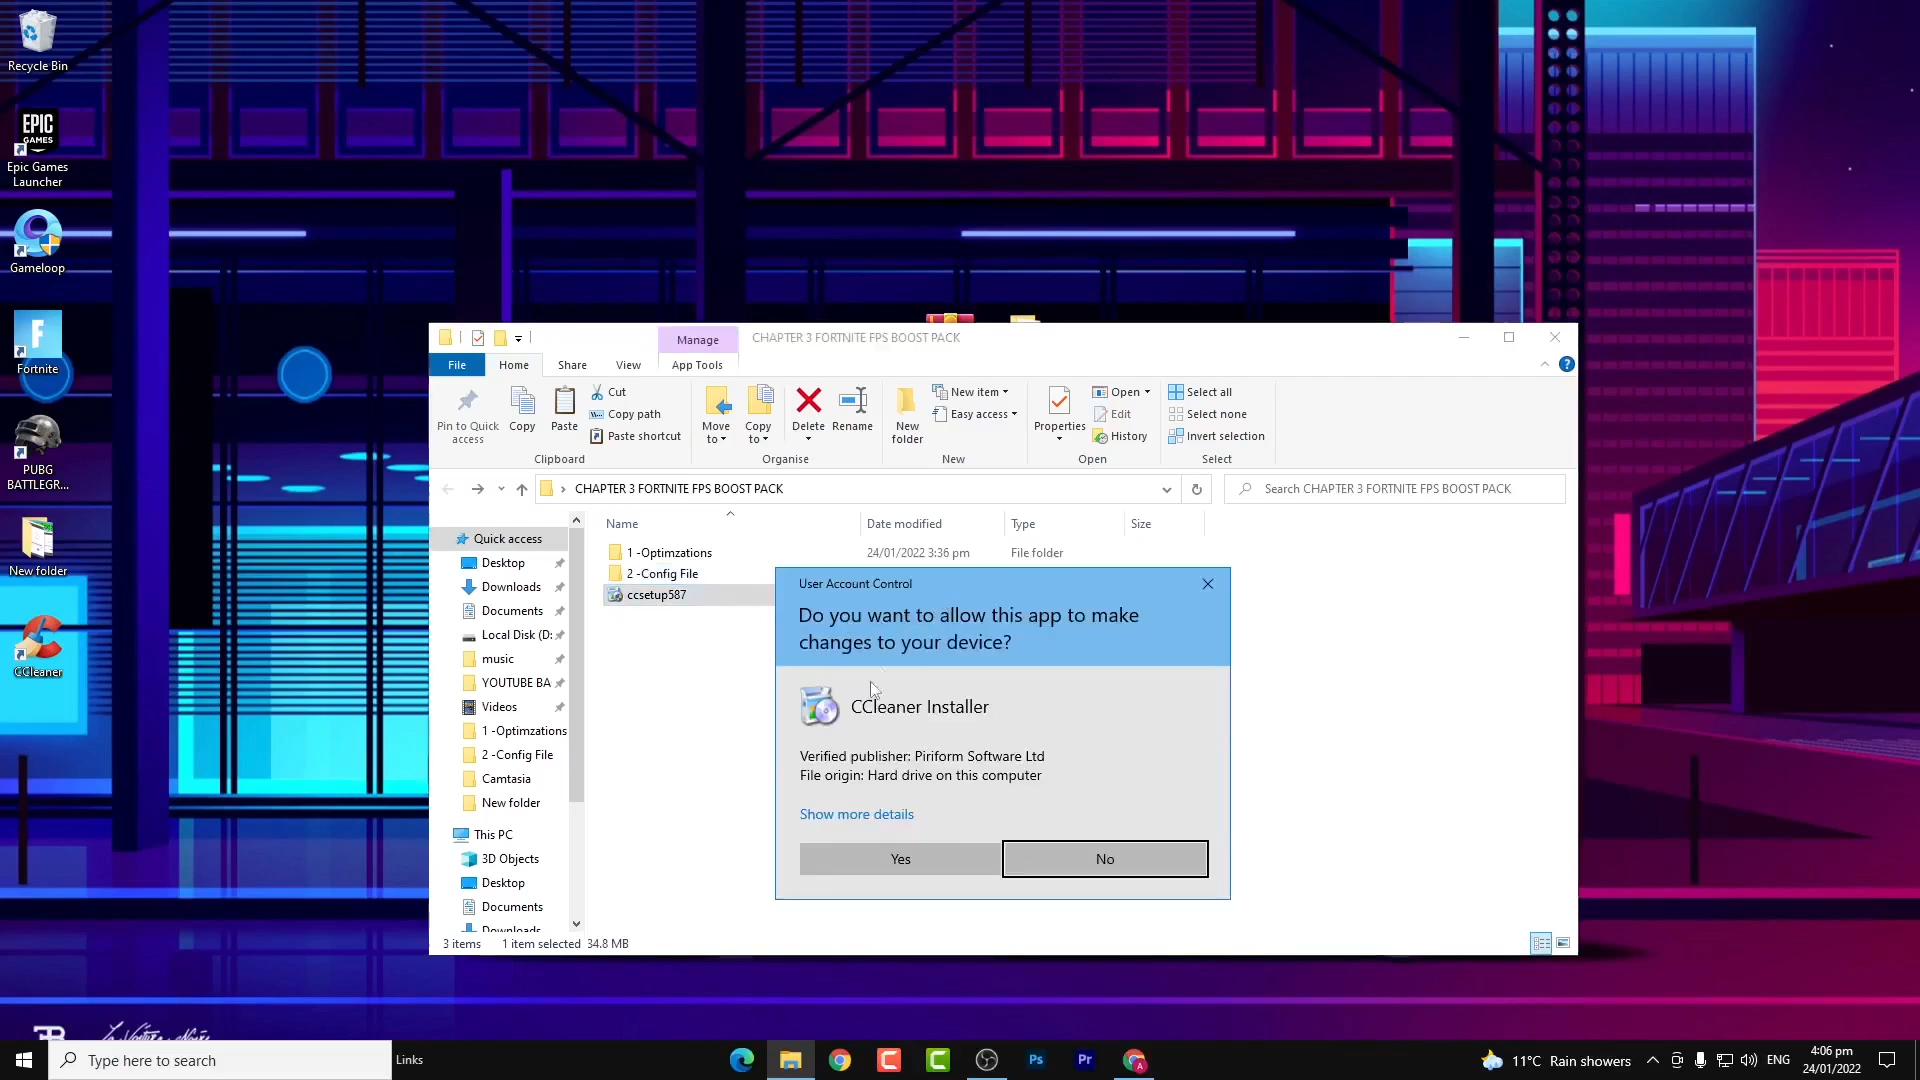 Recycle Bin
EPIC
GAMES
Epic Games
Launcher
Gameloop
F
Fortnite
PUBG
BATTLEGR...
New folder
CCleaner
Manage
CHAPTER 3 FORTNITE FPS BOOST PACK
File
Home
Share
View
App Tools
Pin to Quick
access
Copy
Paste
Cut
Copy path
Paste shortcut
Clipboard
Move
to
Copy
to
Delete
Rename
Organise
New
folder
New item
Easy access
New
Properties
Open
Edit
History
Open
Select all
Select none
Invert selection
Select
CHAPTER 3 FORTNITE FPS BOOST PACK
Search CHAPTER 3 FORTNITE FPS BOOST PACK
Name
Date modified
Type
Size
1 -Optimzations
24/01/2022 3:36 pm
File folder
2 -Config File
ccsetup587
Quick access
Desktop
Downloads
Documents
Local Disk (D:
music
YOUTUBE BA
Videos
1 -Optimzations
2 -Config File
Camtasia
New folder
This PC
3D Objects
Desktop
Documents
Downloads
3 items
1 item selected
34.8 MB
User Account Control
Do you want to allow this app to make
changes to your device?
CCleaner Installer
Verified publisher: Piriform Software Ltd
File origin: Hard drive on this computer
Show more details
Yes
No
Type here to search
Links
Ps
Pr
A
11°C Rain showers
ENG
4:06 pm
24/01/2022